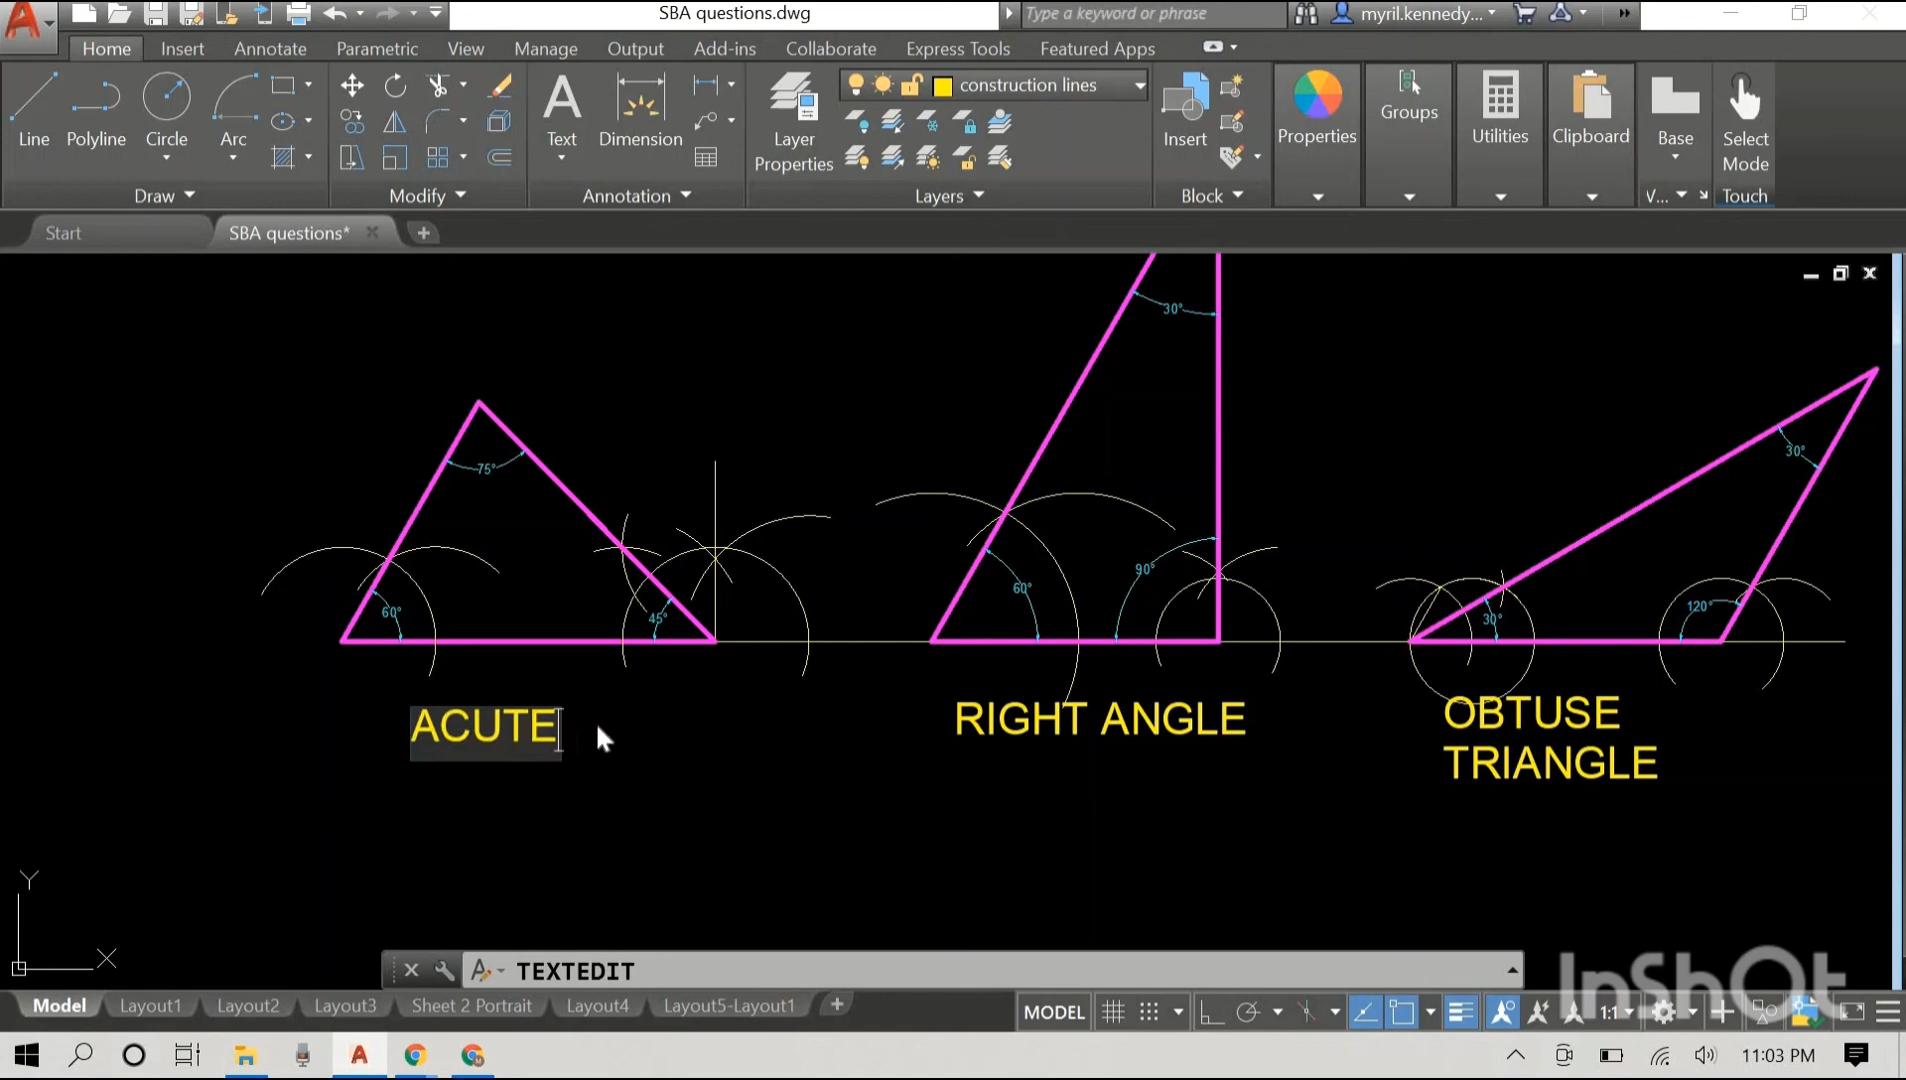 SBA questions.dwg
Type a keyword or phrase
myril.kennedy...
Home
Insert
Annotate
Parametric
View
Manage
Output
Add-ins
Collaborate
Express Tools
Featured Apps
Line
Polyline
Circle
Arc
Text
Dimension
Layer
Properties
construction lines
Insert
Properties
Groups
Utilities
Clipboard
Base
Select
Mode
Draw
Modify
Annotation
Layers
Block
V...
Touch
Start
SBA questions*
30°
75°
30°
60°
45°
60°
90°
30°
120°
ACUTE
RIGHT ANGLE
OBTUSE
TRIANGLE
Y
X
TEXTEDIT
InShOt
Model
Layout1
Layout2
Layout3
Sheet 2 Portrait
Layout4
Layout5-Layout1
MODEL
1:1
11:03 PM